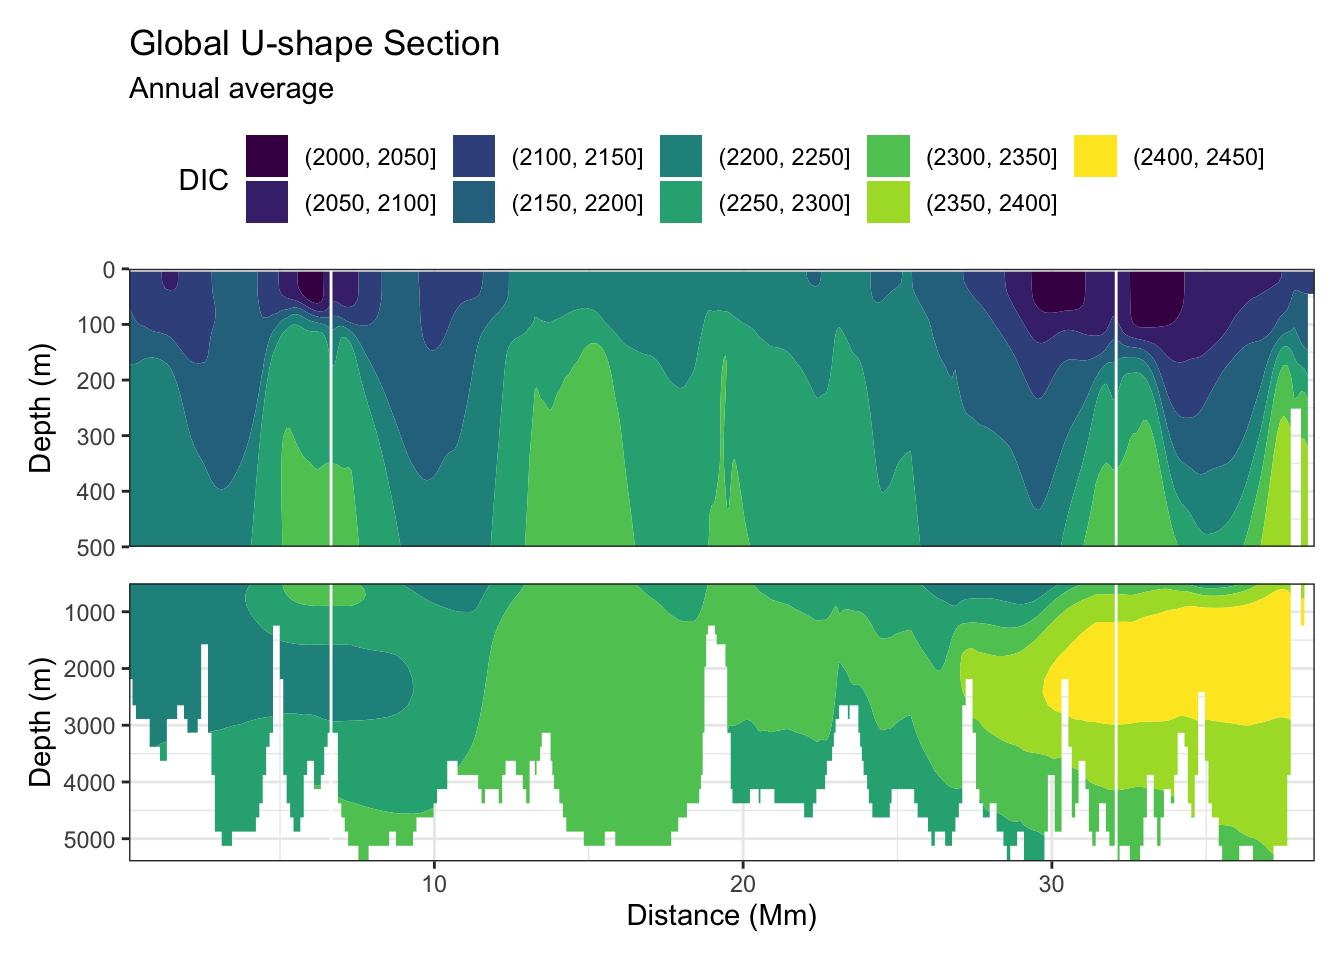 Global U-shape Section
Annual average
DIC
(2000, 2050] (2100, 2150] (2200, 2250] (2300, 2350] (2400, 2450]
(2050, 2100] (2150, 2200] (2250, 2300] (2350, 2400]
Depth (m)
0
100
200
300
400
500
Depth (m)
1000
2000
3000
4000
5000
10 20 30
Distance (Mm)